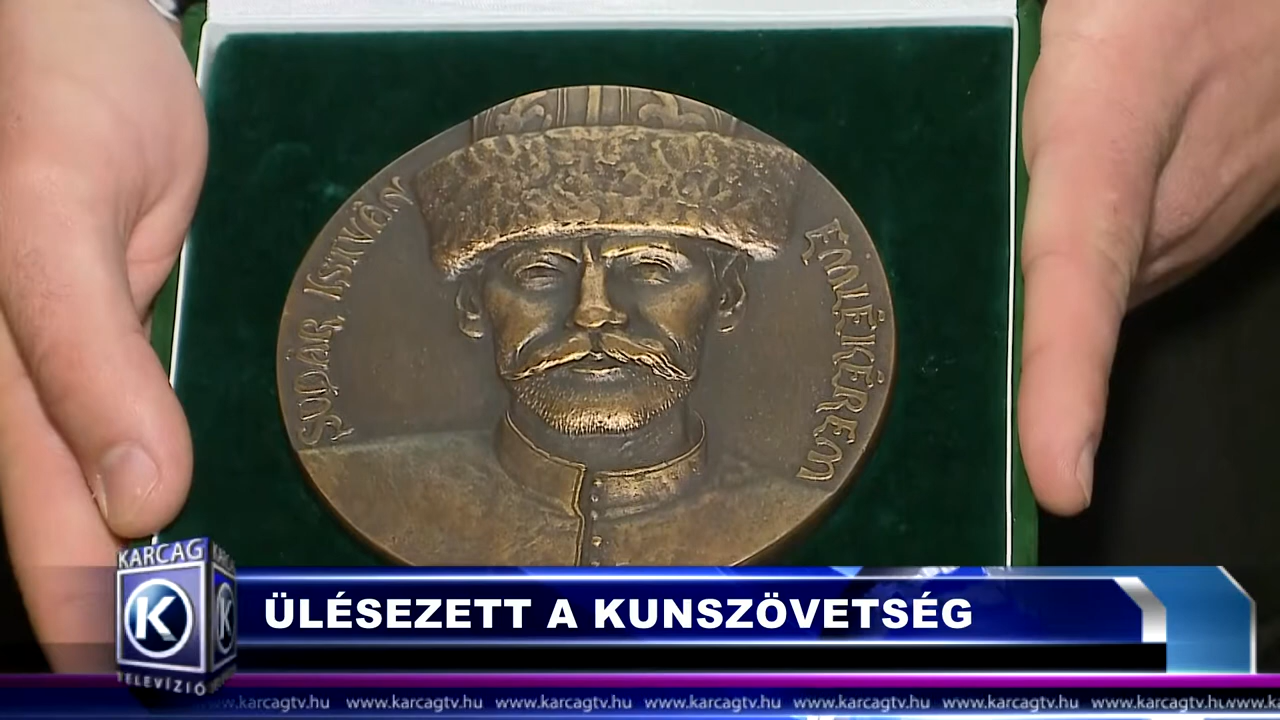 SUDÁR ISTVÁN
EMLÉKÉREM
KARCAG
K
TELEVÍZIÓ
ÜLÉSEZETT A KUNSZÖVETSÉG
www.karcagtv.hu www.karcagtv.hu www.karcagtv.hu www.karcagtv.hu www.karcagtv.hu www.karcagtv.hu